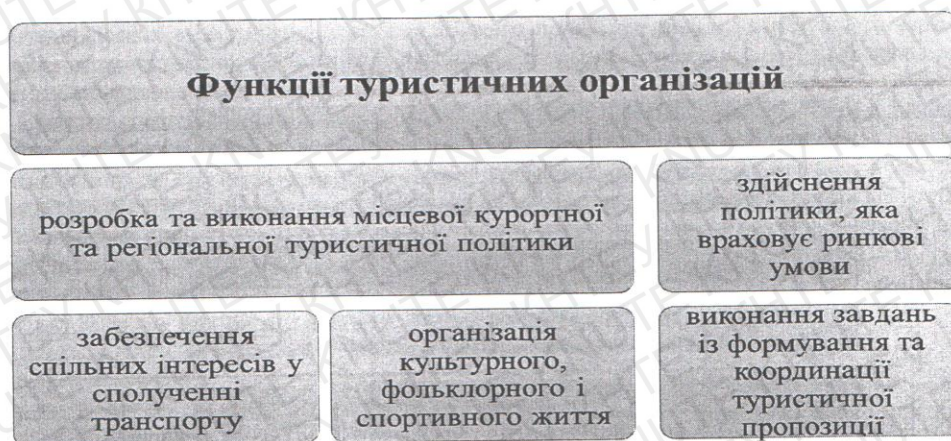 Функції туристичних організацій
розробка та виконання місцевої курортної
та регіональної туристичної політики
здійснення
політики, яка
враховує ринкові
умови
забезпечення
спільних інтересів у
сполученні
транспорту
організація
культурного,
фольклорного і
спортивного життя
виконання завдань
із формування та
координації
туристичної
пропозиції